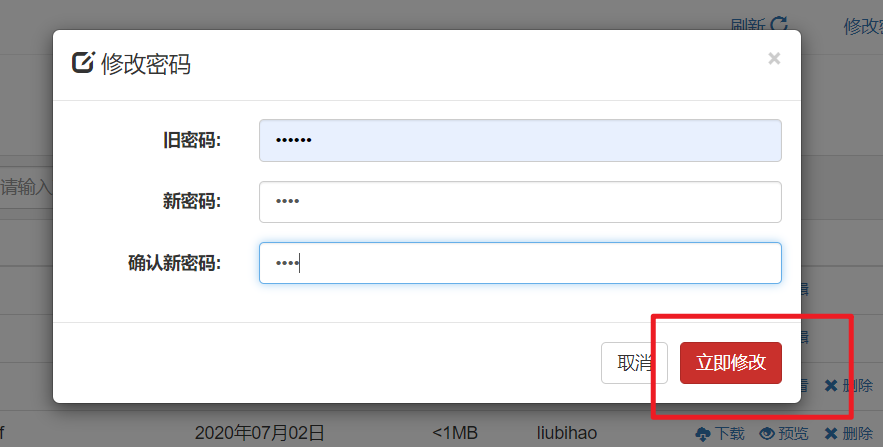 刷新
修改密码 ×
旧密码: ••••••
请输入
新密码: ••••
确认新密码: ••••
取消 立即修改
删除
f 2020年07月02日 <1MB liubihao 下载 预览 删除